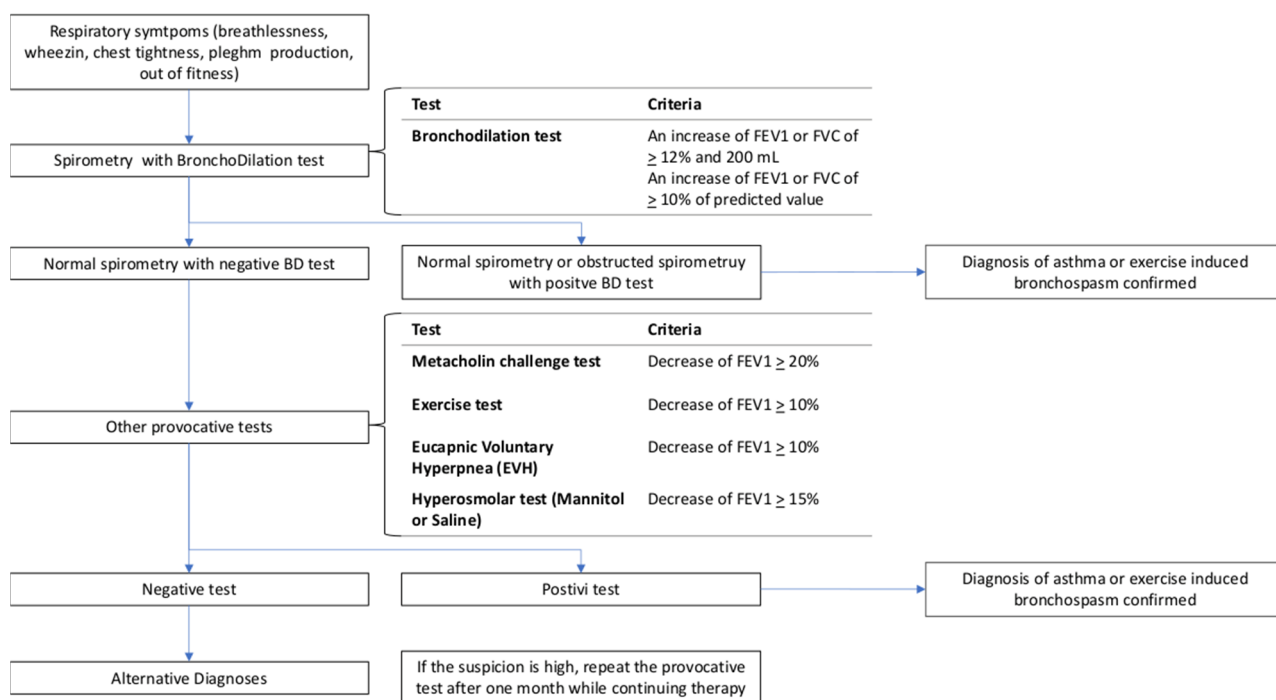 Respiratory symtpoms (breathlessness,
wheezin, chest tightness, pleghm  production,
out of fitness)
Test Criteria
Bronchodilation test An increase of FEV1 or FVC of
≥ 12% and 200 mL
An increase of FEV1 or FVC of
≥ 10% of predicted value
Spirometry  with BronchoDilation test
Normal spirometry with negative BD test
Normal spirometry or obstructed spirometruy
with positve BD test
Diagnosis of asthma or exercise induced
bronchospasm confirmed
Test Criteria
Metacholin challenge test Decrease of FEV1 ≥ 20%
Exercise test Decrease of FEV1 ≥ 10%
Eucapnic Voluntary Decrease of FEV1 ≥ 10%
Hyperpnea (EVH)
Hyperosmolar test (Mannitol Decrease of FEV1 ≥ 15%
or Saline)
Other provocative tests
Negative test
Postivi test
Diagnosis of asthma or exercise induced
bronchospasm confirmed
Alternative Diagnoses
If the suspicion is high, repeat the provocative
test after one month while continuing therapy